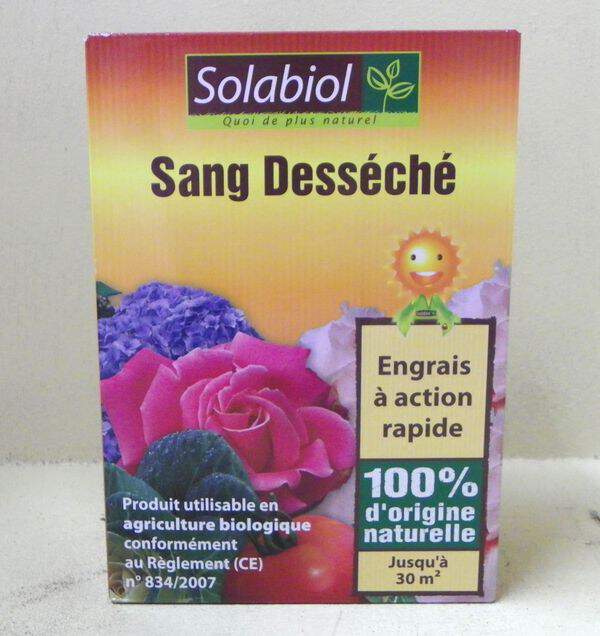 Solabiol
Quoi de plus naturel
Sang Desséché
Engrais
à action
rapide
100%
d'origine
naturelle
Jusqu'à
30 m²
Produit utilisable en
agriculture biologique
conformément
au Règlement (CE)
n° 834/2007